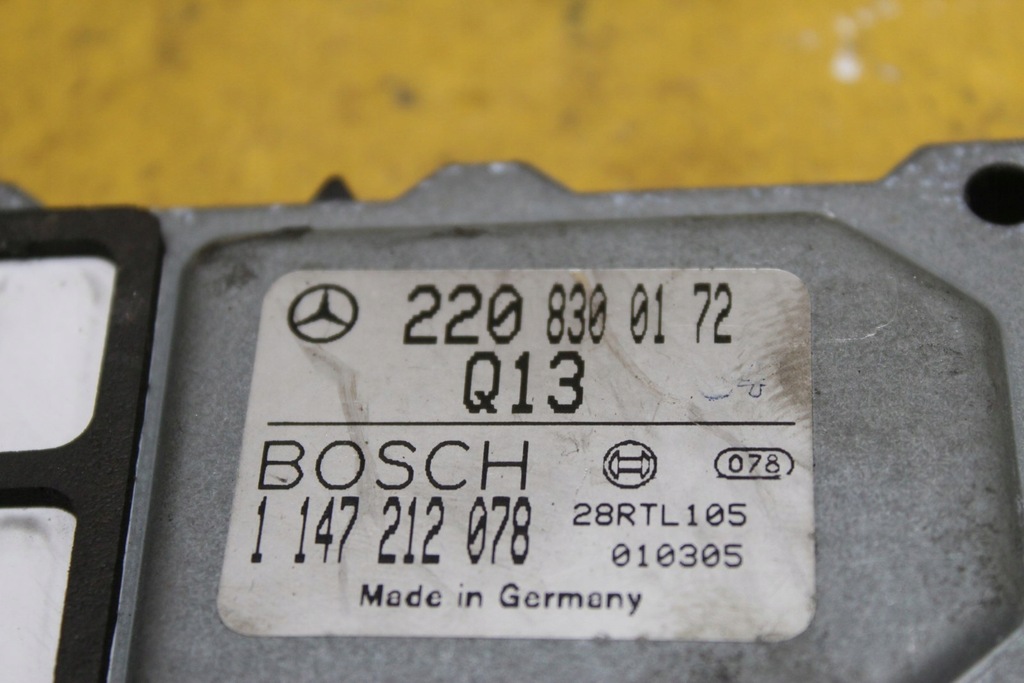 220 830 01 72
Q13
BOSCH 078
1 147 212 078 28RTL105
010305
Made in Germany